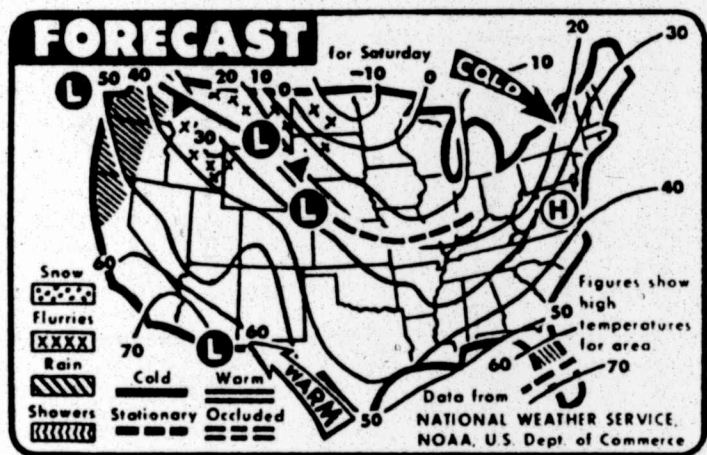 FORECAST
for Saturday
20
30
COLD
L
50
40
20
10
0
-10
0
-10
30
L
L
H
40
60
Snow
Flurries
Rain
Showers
70
L
60
Cold
Warm
Stationary
Occluded
WARM
50
Figures show
high
temperatures
for area
50
60
70
Data from
NATIONAL WEATHER SERVICE,
NOAA, U.S. Dept. of Commerce